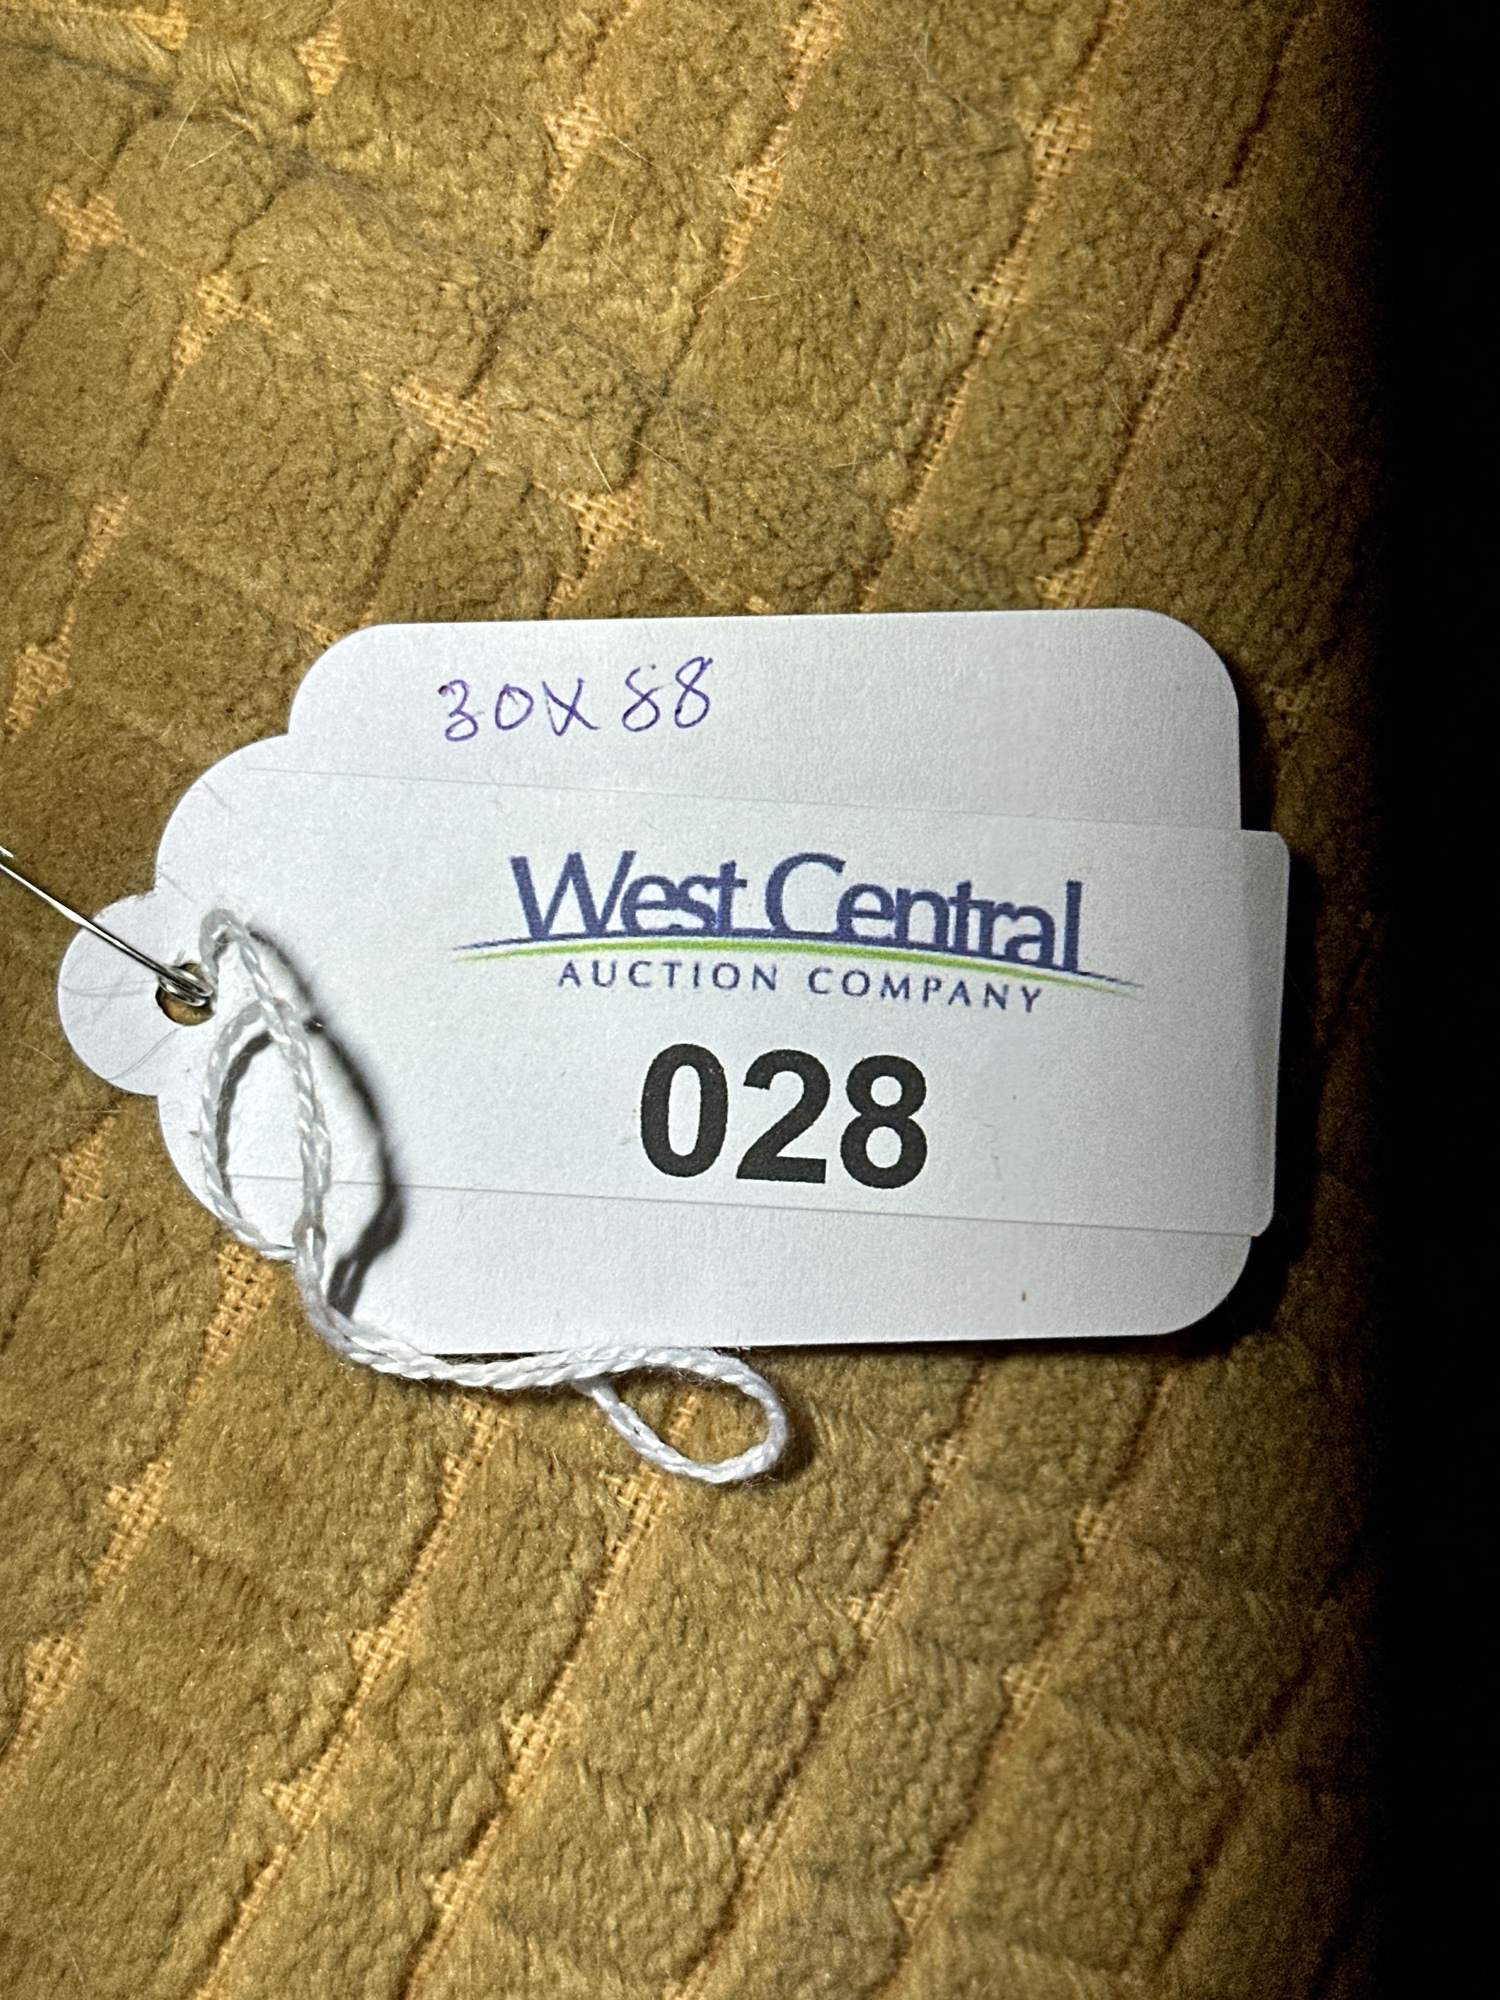 30X88
West Central
AUCTION COMPANY
028